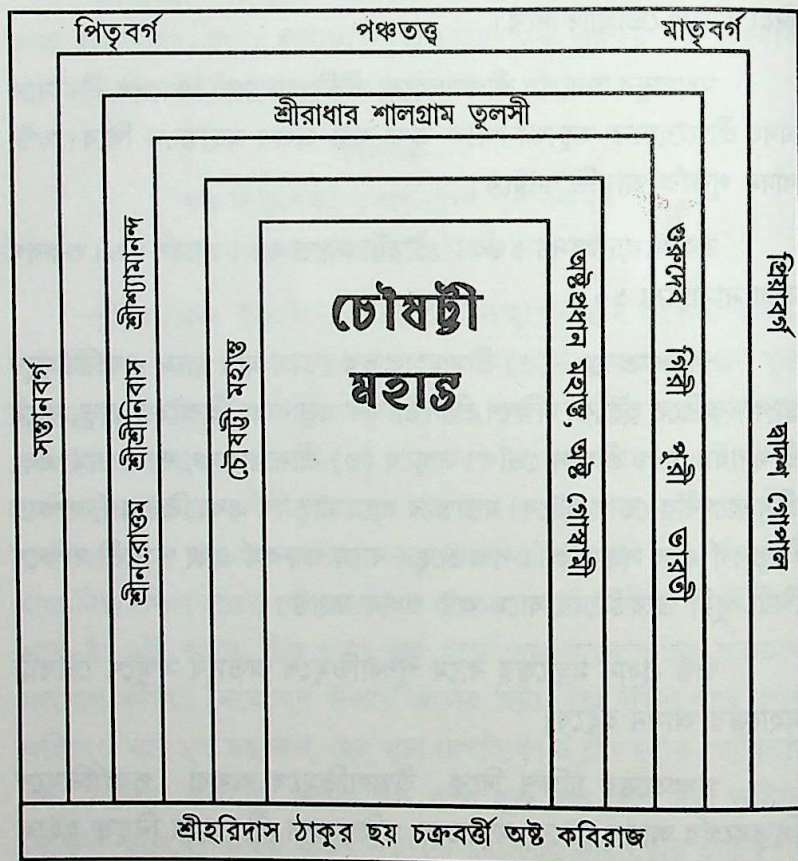 পিতৃবর্গ পঞ্চতত্ত্ব মাতৃবর্গ
শ্রীরাধার শালগ্রাম তুলসী
সন্তানবর্গ
শ্রীনরোত্তম শ্রীশ্রীনিবাস শ্রীশ্যামানন্দ
চৌষট্টী মহান্ত
চৌষট্টী
মহান্ত
অষ্টপ্রধান মহান্ত, অষ্ট গোস্বামী
গুরুদেব গিরী পুরী ভারতী
প্রিয়াবর্গ দ্বাদশ গোপাল
শ্রীহরিদাস ঠাকুর ছয় চক্রবর্ত্তী অষ্ট কবিরাজ